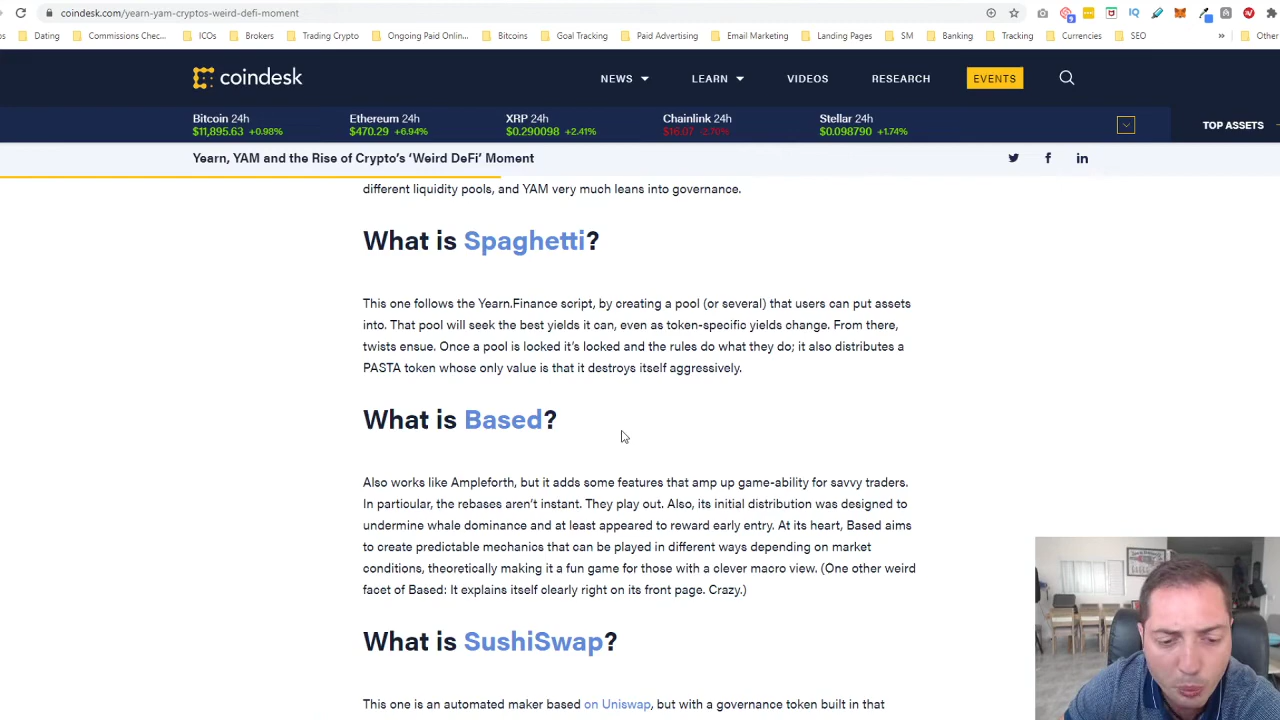 coindesk.com/yearn-yam-cryptos-weird-defi-moment
Dating Commissions Chec... ICOs Brokers Trading Crypto Ongoing Paid Onlin... Bitcoins Goal Tracking Paid Advertising Email Marketing Landing Pages SM Banking Tracking Currencies SEO » Other
coindesk NEWS LEARN VIDEOS RESEARCH EVENTS
Bitcoin 24h Ethereum 24h XRP 24h Chainlink 24h Stellar 24h
$11,895.63 +0.98% $470.29 +6.94% $0.290098 +2.41% $16.07 -2.70% $0.098790 +1.74%
TOP ASSETS
Yearn, YAM and the Rise of Crypto's 'Weird DeFi' Moment
different liquidity pools, and YAM very much leans into governance.
What is Spaghetti?
This one follows the Yearn.Finance script, by creating a pool (or several) that users can put assets
into. That pool will seek the best yields it can, even as token-specific yields change. From there,
twists ensue. Once a pool is locked it's locked and the rules do what they do; it also distributes a
PASTA token whose only value is that it destroys itself aggressively.
What is Based?
Also works like Ampleforth, but it adds some features that amp up game-ability for savvy traders.
In particular, the rebases aren't instant. They play out. Also, its initial distribution was designed to
undermine whale dominance and at least appeared to reward early entry. At its heart, Based aims
to create predictable mechanics that can be played in different ways depending on market
conditions, theoretically making it a fun game for those with a clever macro view. (One other weird
facet of Based: It explains itself clearly right on its front page. Crazy.)
What is SushiSwap?
This one is an automated maker based on Uniswap, but with a governance token built in that